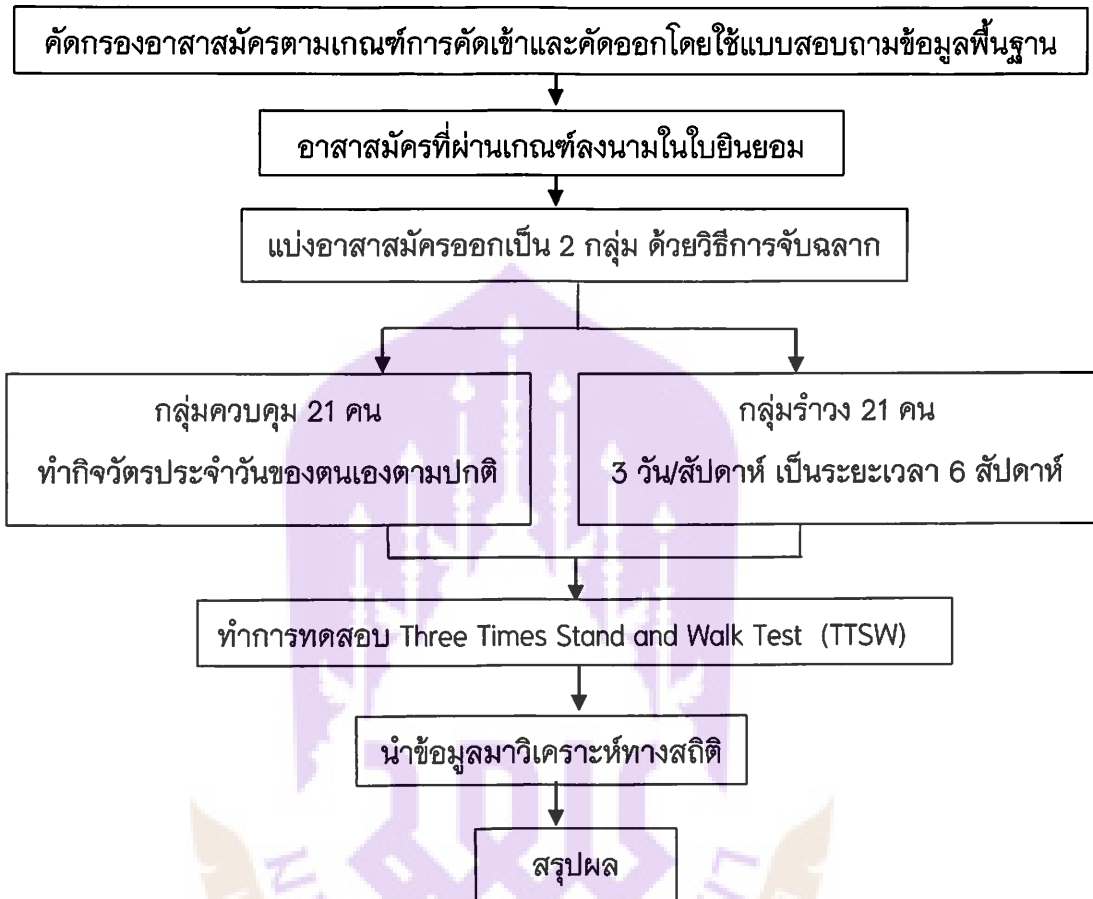 คัดกรองอาสาสมัครตามเกณฑ์การคัดเข้าและคัดออกโดยใช้แบบสอบถามข้อมูลพื้นฐาน
อาสาสมัครที่ผ่านเกณฑ์ลงนามในใบยินยอม
แบ่งอาสาสมัครออกเป็น 2 กลุ่ม ด้วยวิธีการจับฉลาก
กลุ่มควบคุม 21 คน
ทำกิจวัตรประจำวันของตนเองตามปกติ
กลุ่มรำวง 21 คน
3 วัน/สัปดาห์ เป็นระยะเวลา 6 สัปดาห์
ทำการทดสอบ Three Times Stand and Walk Test (TTSW)
นำข้อมูลมาวิเคราะห์ทางสถิติ
สรุปผล